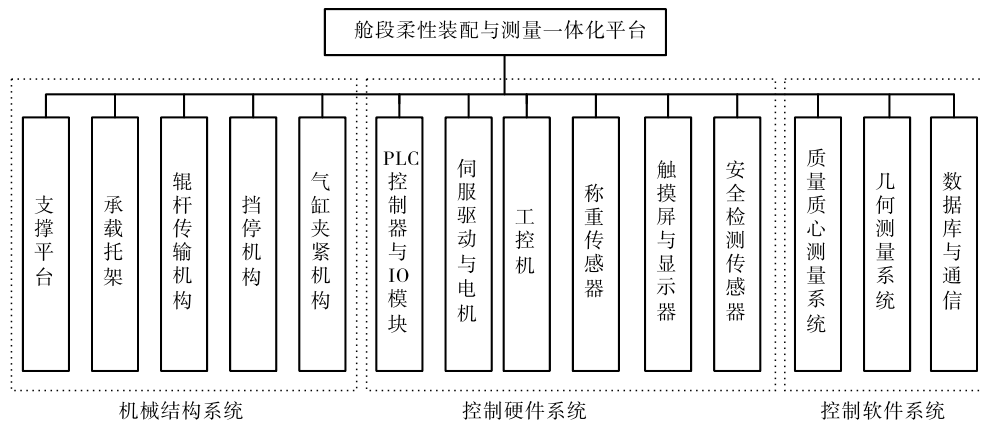 舱段柔性装配与测量一体化平台
支撑平台
承载托架
辊杆传输机构
挡停机构
气缸夹紧机构
PLC控制器与IO模块
伺服驱动与电机
工控机
称重传感器
触摸屏与显示器
安全检测传感器
质量质心测量系统
几何测量系统
数据库与通信
机械结构系统
控制硬件系统
控制软件系统